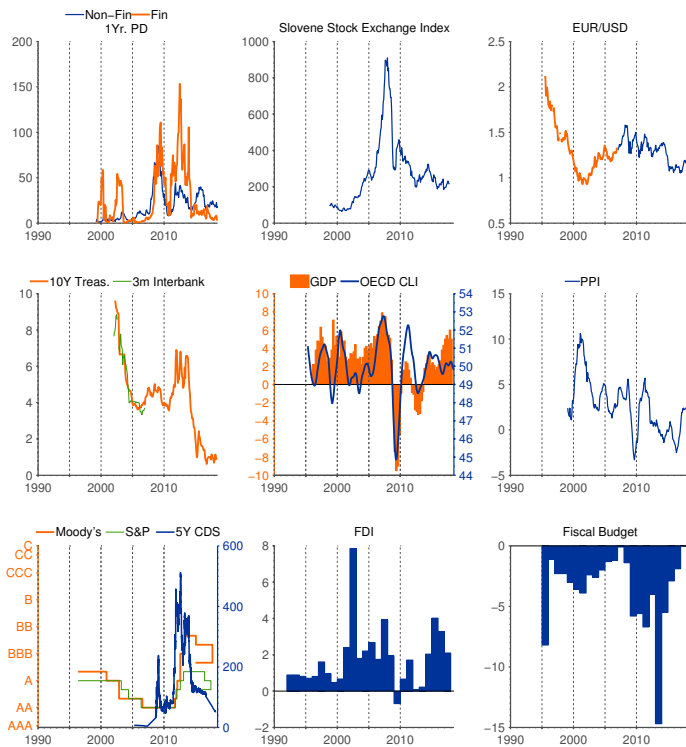 Non−Fin Fin
1Yr. PD
200
150
100
50
0
1990 2000 2010
Slovene Stock Exchange Index
1000
800
600
400
200
0
1990 2000 2010
EUR/USD
2.5
2
1.5
1
0.5
1990 2000 2010
10Y Treas. 3m Interbank
10
8
6
4
2
0
1990 2000 2010
GDP OECD CLI
10 54
8 53
6 52
4 51
2 50
0 49
−2 48
−4 47
−6 46
−8 45
−10 44
1990 2000 2010
PPI
15
10
5
0
−5
1990 2000 2010
Moody's S&P 5Y CDS
C 600
CC
CCC
B 400
BB
BBB 200
A
AA
AAA 0
1990 2000 2010
FDI
8
6
4
2
0
−2
1990 2000 2010
Fiscal Budget
0
−5
−10
−15
1990 2000 2010